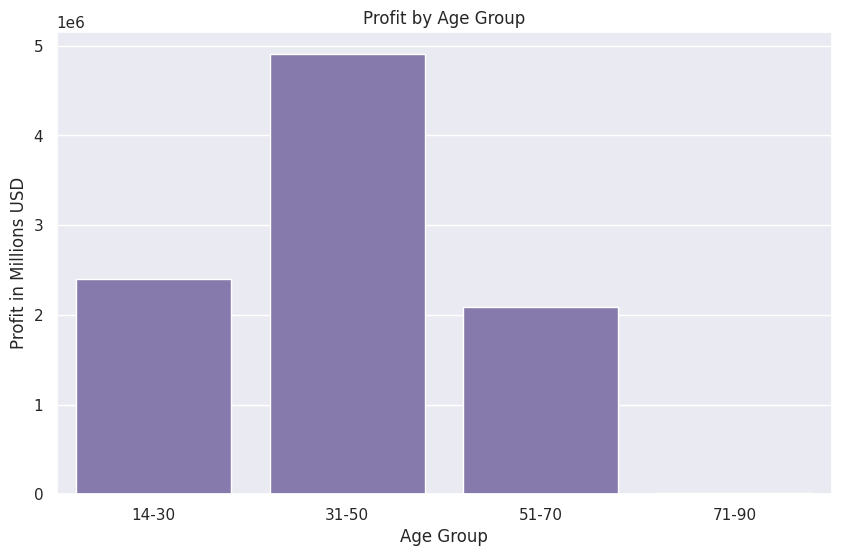 Profit by Age Group
1e6
5
4
3
2
1
0
Profit in Millions USD
14-30 31-50 51-70 71-90
Age Group